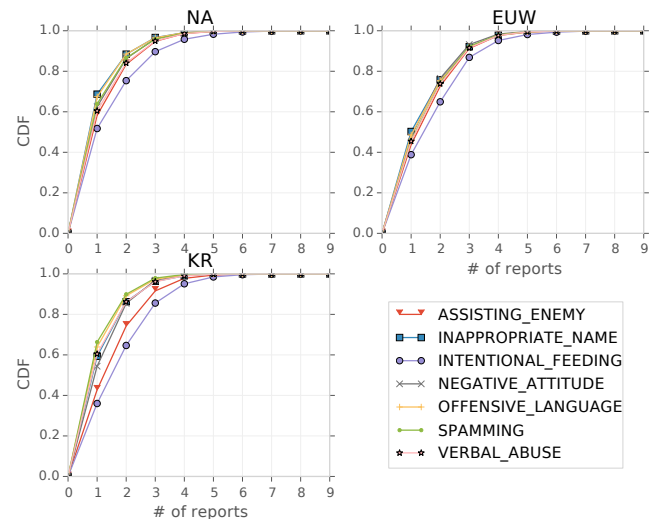 NA
EUW
1.0
0.8
0.6
0.4
0.2
0.0
CDF
0 1 2 3 4 5 6 7 8 9
1.0
0.8
0.6
0.4
0.2
0.0
CDF
0 1 2 3 4 5 6 7 8 9
# of reports
KR
1.0
0.8
0.6
0.4
0.2
0.0
CDF
0 1 2 3 4 5 6 7 8 9
# of reports
ASSISTING_ENEMY
INAPPROPRIATE_NAME
INTENTIONAL_FEEDING
NEGATIVE_ATTITUDE
OFFENSIVE_LANGUAGE
SPAMMING
VERBAL_ABUSE